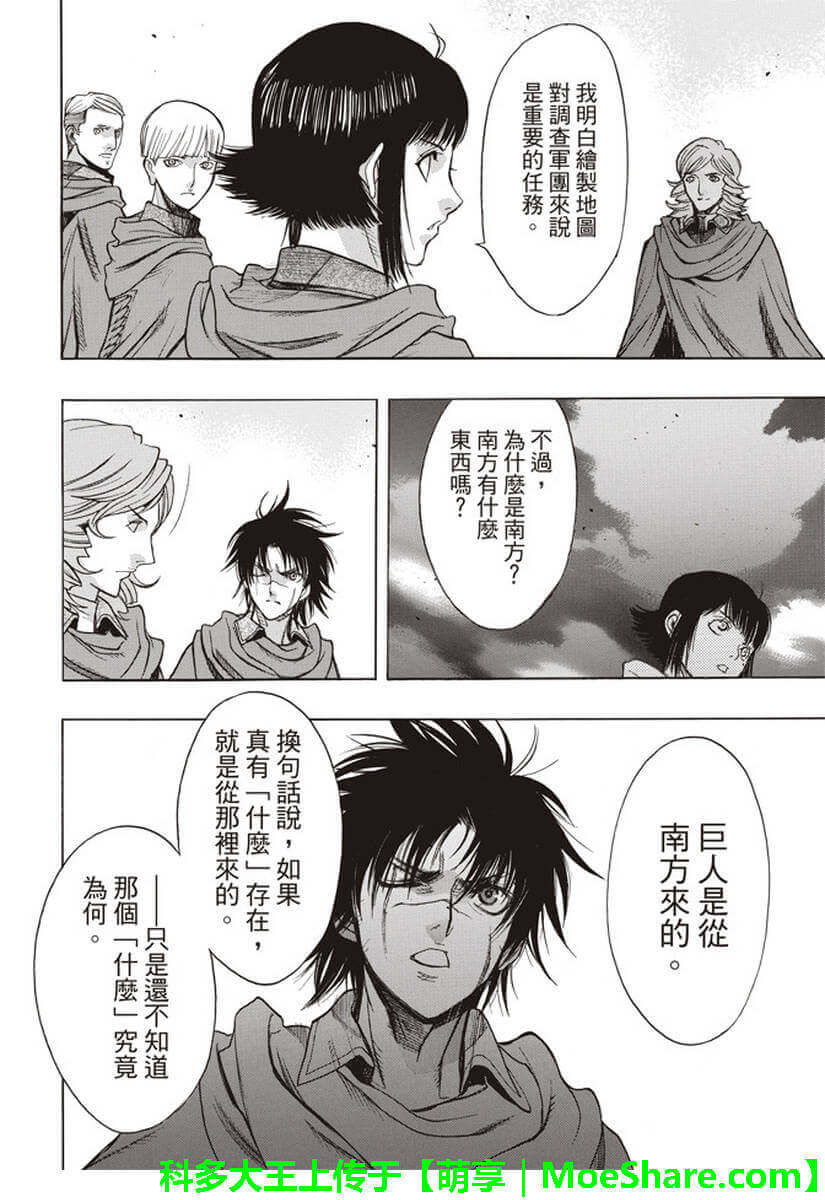 我明白繪製地圖
對調查軍團來說
是重要的任務。
不過，
為什麼是南方？
南方有什麼
東西嗎？
巨人是從
南方來的。
換句話說，如果
真有「什麼」存在，
就是從那裡來的。
——只是還不知道
那個「什麼」究竟
為何。
科多大王上传于【萌享|MoeShare.com】